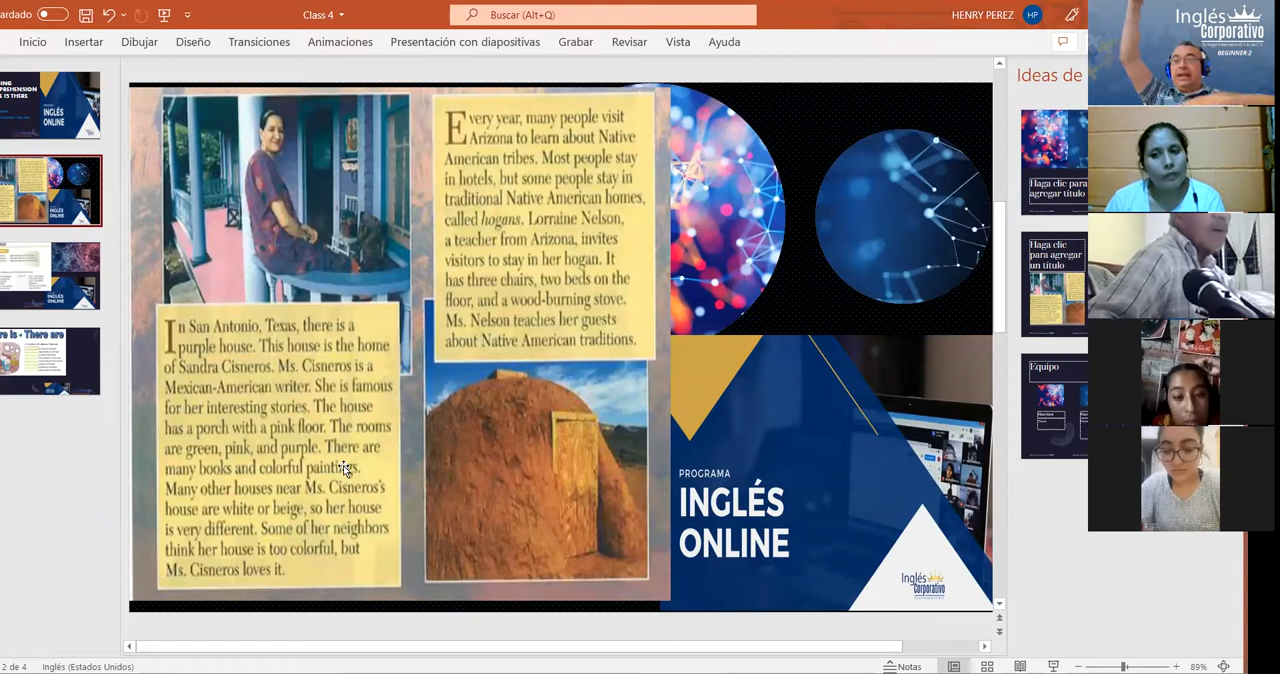 ardado
Class 4
Buscar (Alt+Q)
HENRY PEREZ
HP
Inicio
Insertar
Dibujar
Diseño
Transiciones
Animaciones
Presentación con diapositivas
Grabar
Revisar
Vista
Ayuda
Every year, many people visit
Arizona to learn about Native
American tribes. Most people stay
in hotels, but some people stay in
traditional Native American homes,
called hogans. Lorraine Nelson,
a teacher from Arizona, invites
visitors to stay in her hogan. It
has three chairs, two beds on the
floor, and a wood-burning stove.
Ms. Nelson teaches her guests
about Native American traditions.
In San Antonio, Texas, there is a
purple house. This house is the home
of Sandra Cisneros. Ms. Cisneros is a
Mexican-American writer. She is famous
for her interesting stories. The house
has a porch with a pink floor. The rooms
are green, pink, and purple. There are
many books and colorful paintings.
Many other houses near Ms. Cisneros's
house are white or beige, so her house
is very different. Some of her neighbors
think her house is too colorful, but
Ms. Cisneros loves it.
PROGRAMA
INGLÉS
ONLINE
Inglés
Corporativo
Ideas de
Haga clic para
agregar título
Haga clic
para agregar
un título
Equipo
Inglés
Corporativo
BEGINNER 2
INGLÉS
ONLINE
2 de 4
Inglés (Estados Unidos)
Notas
89%